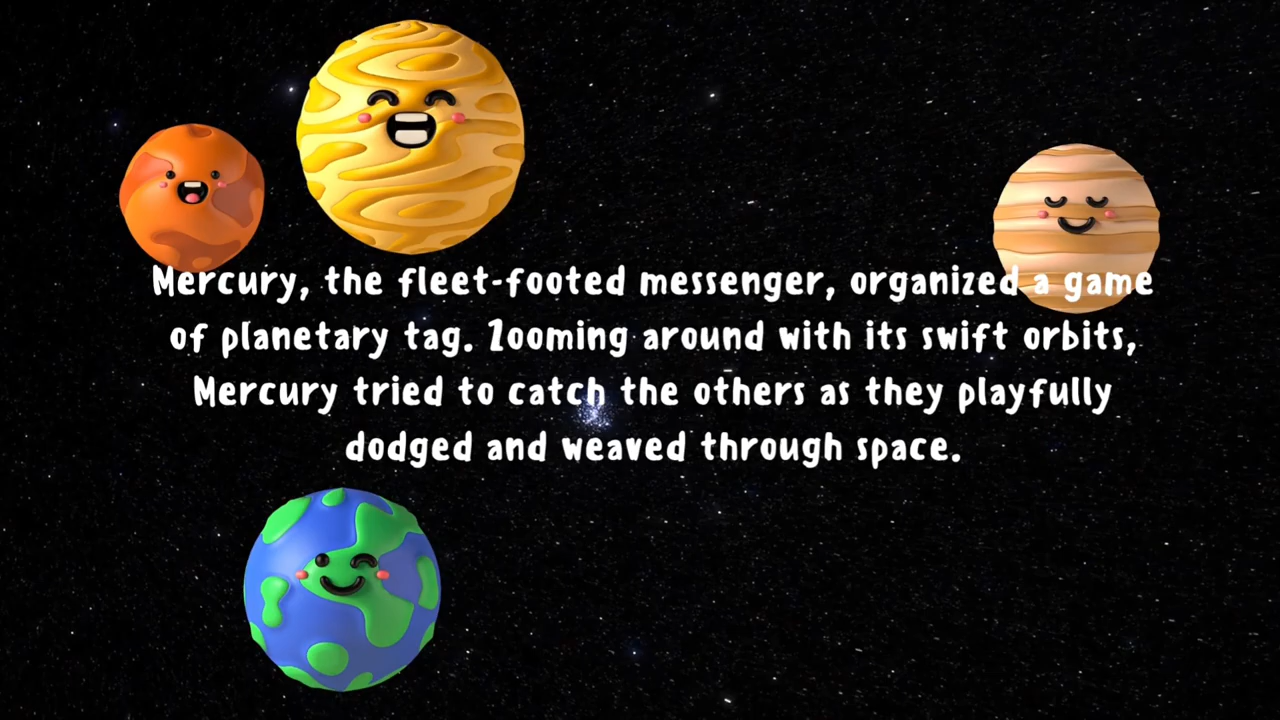 Mercury, the fleet-footed messenger, organized a game
of planetary tag. Zooming around with its swift orbits,
Mercury tried to catch the others as they playfully
dodged and weaved through space.